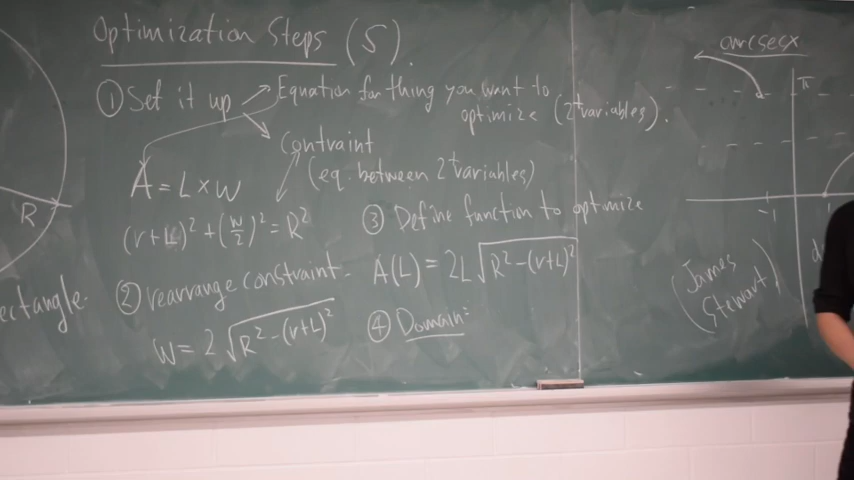 Optimization Steps (5).
① Set it up
Equation for thing you want to
optimize (2⁺variables).
Contraint
(eq. between 2⁺variables)
A = L × W
(r+L)² + (w/2)² = R²
② rearrange constraint.
W = 2√(R² - (r+L)²)
③ Define function to optimize
A(L) = 2L√(R² - (r+L)²)
④ Domain:
R
ectangle.
arcsecx
π
-1
1
(James
Stewart)